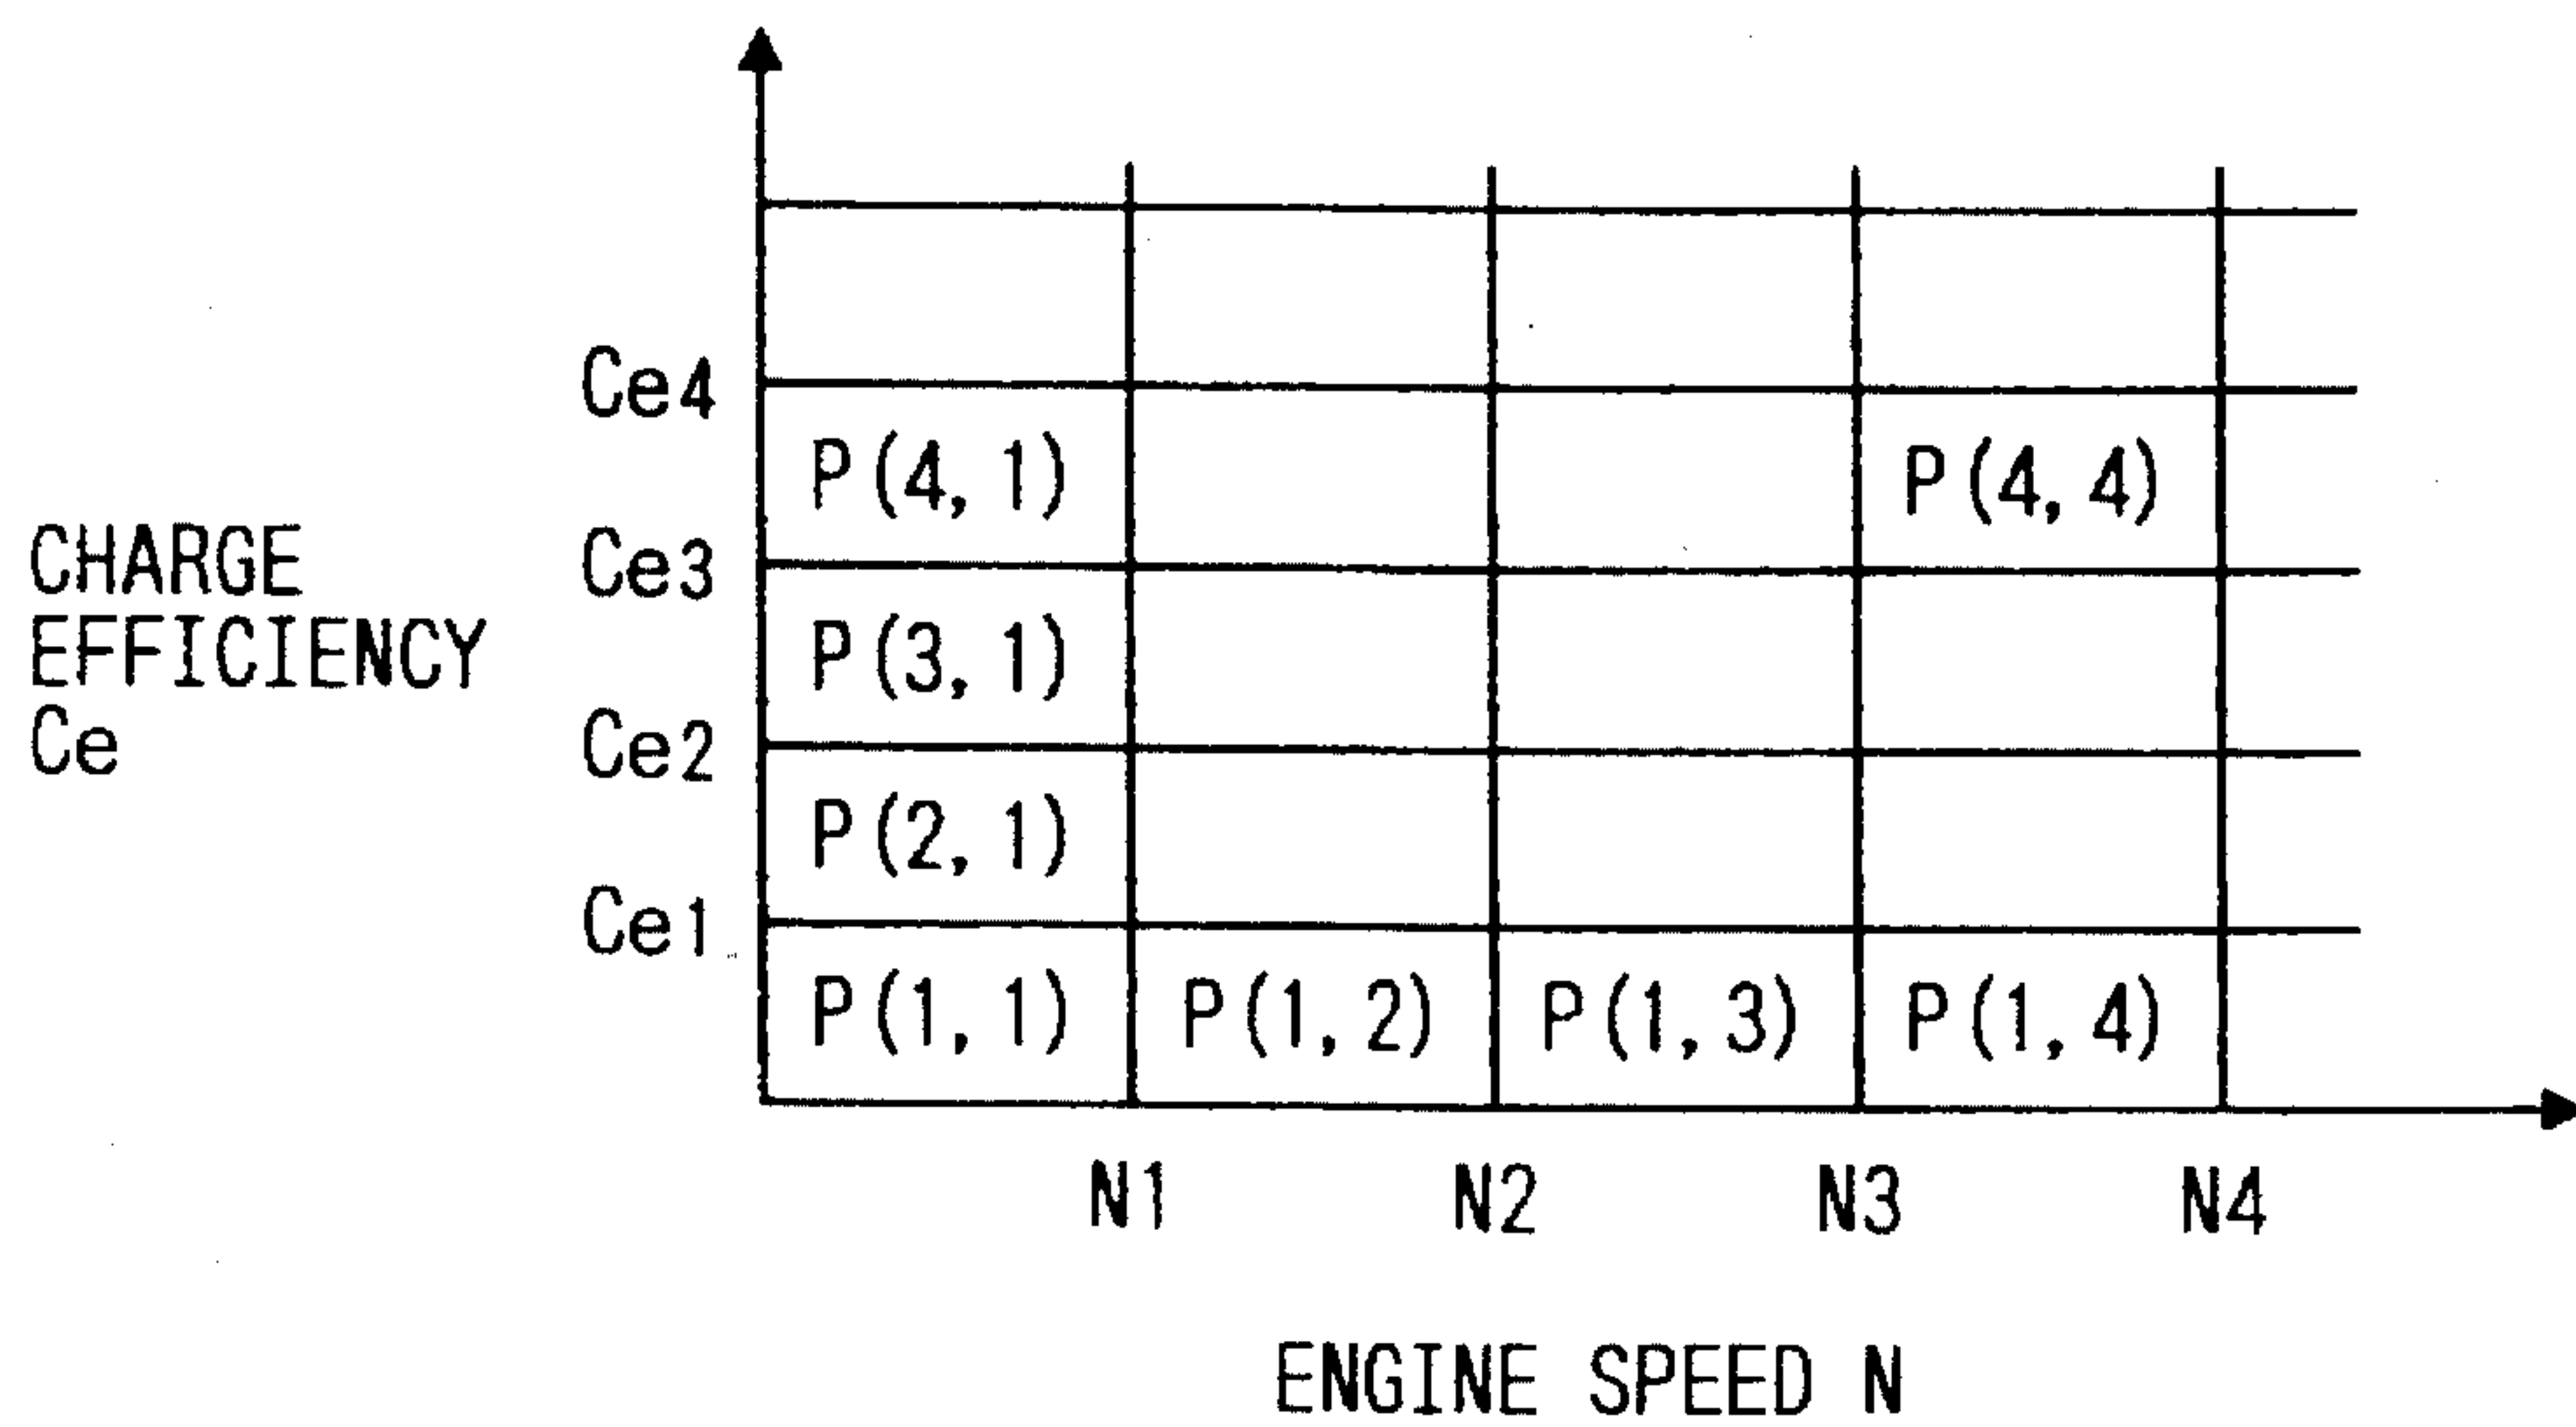 Ce4
P(4,1) P(4,4)
CHARGE
EFFICIENCY
Ce
Ce3
P(3,1)
Ce2
P(2,1)
Ce1
P(1,1) P(1,2) P(1,3) P(1,4)
N1 N2 N3 N4
ENGINE SPEED N